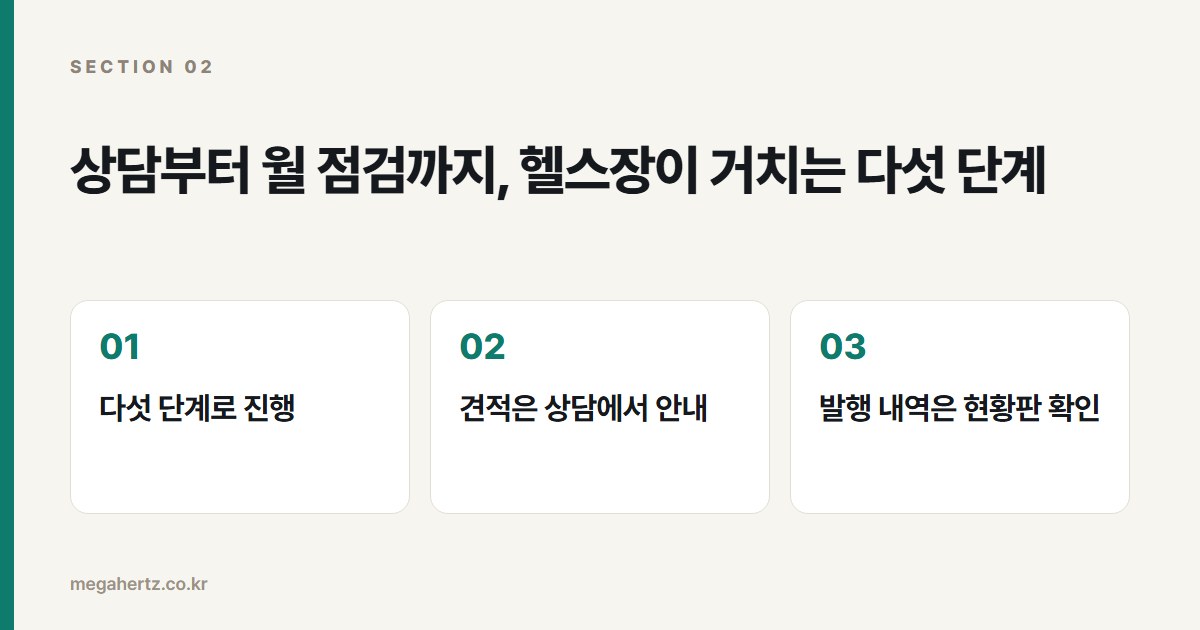 SECTION 02
상담부터 월 점검까지, 헬스장이 거치는 다섯 단계
01
다섯 단계로 진행
02
견적은 상담에서 안내
03
발행 내역은 현황판 확인
megahertz.co.kr